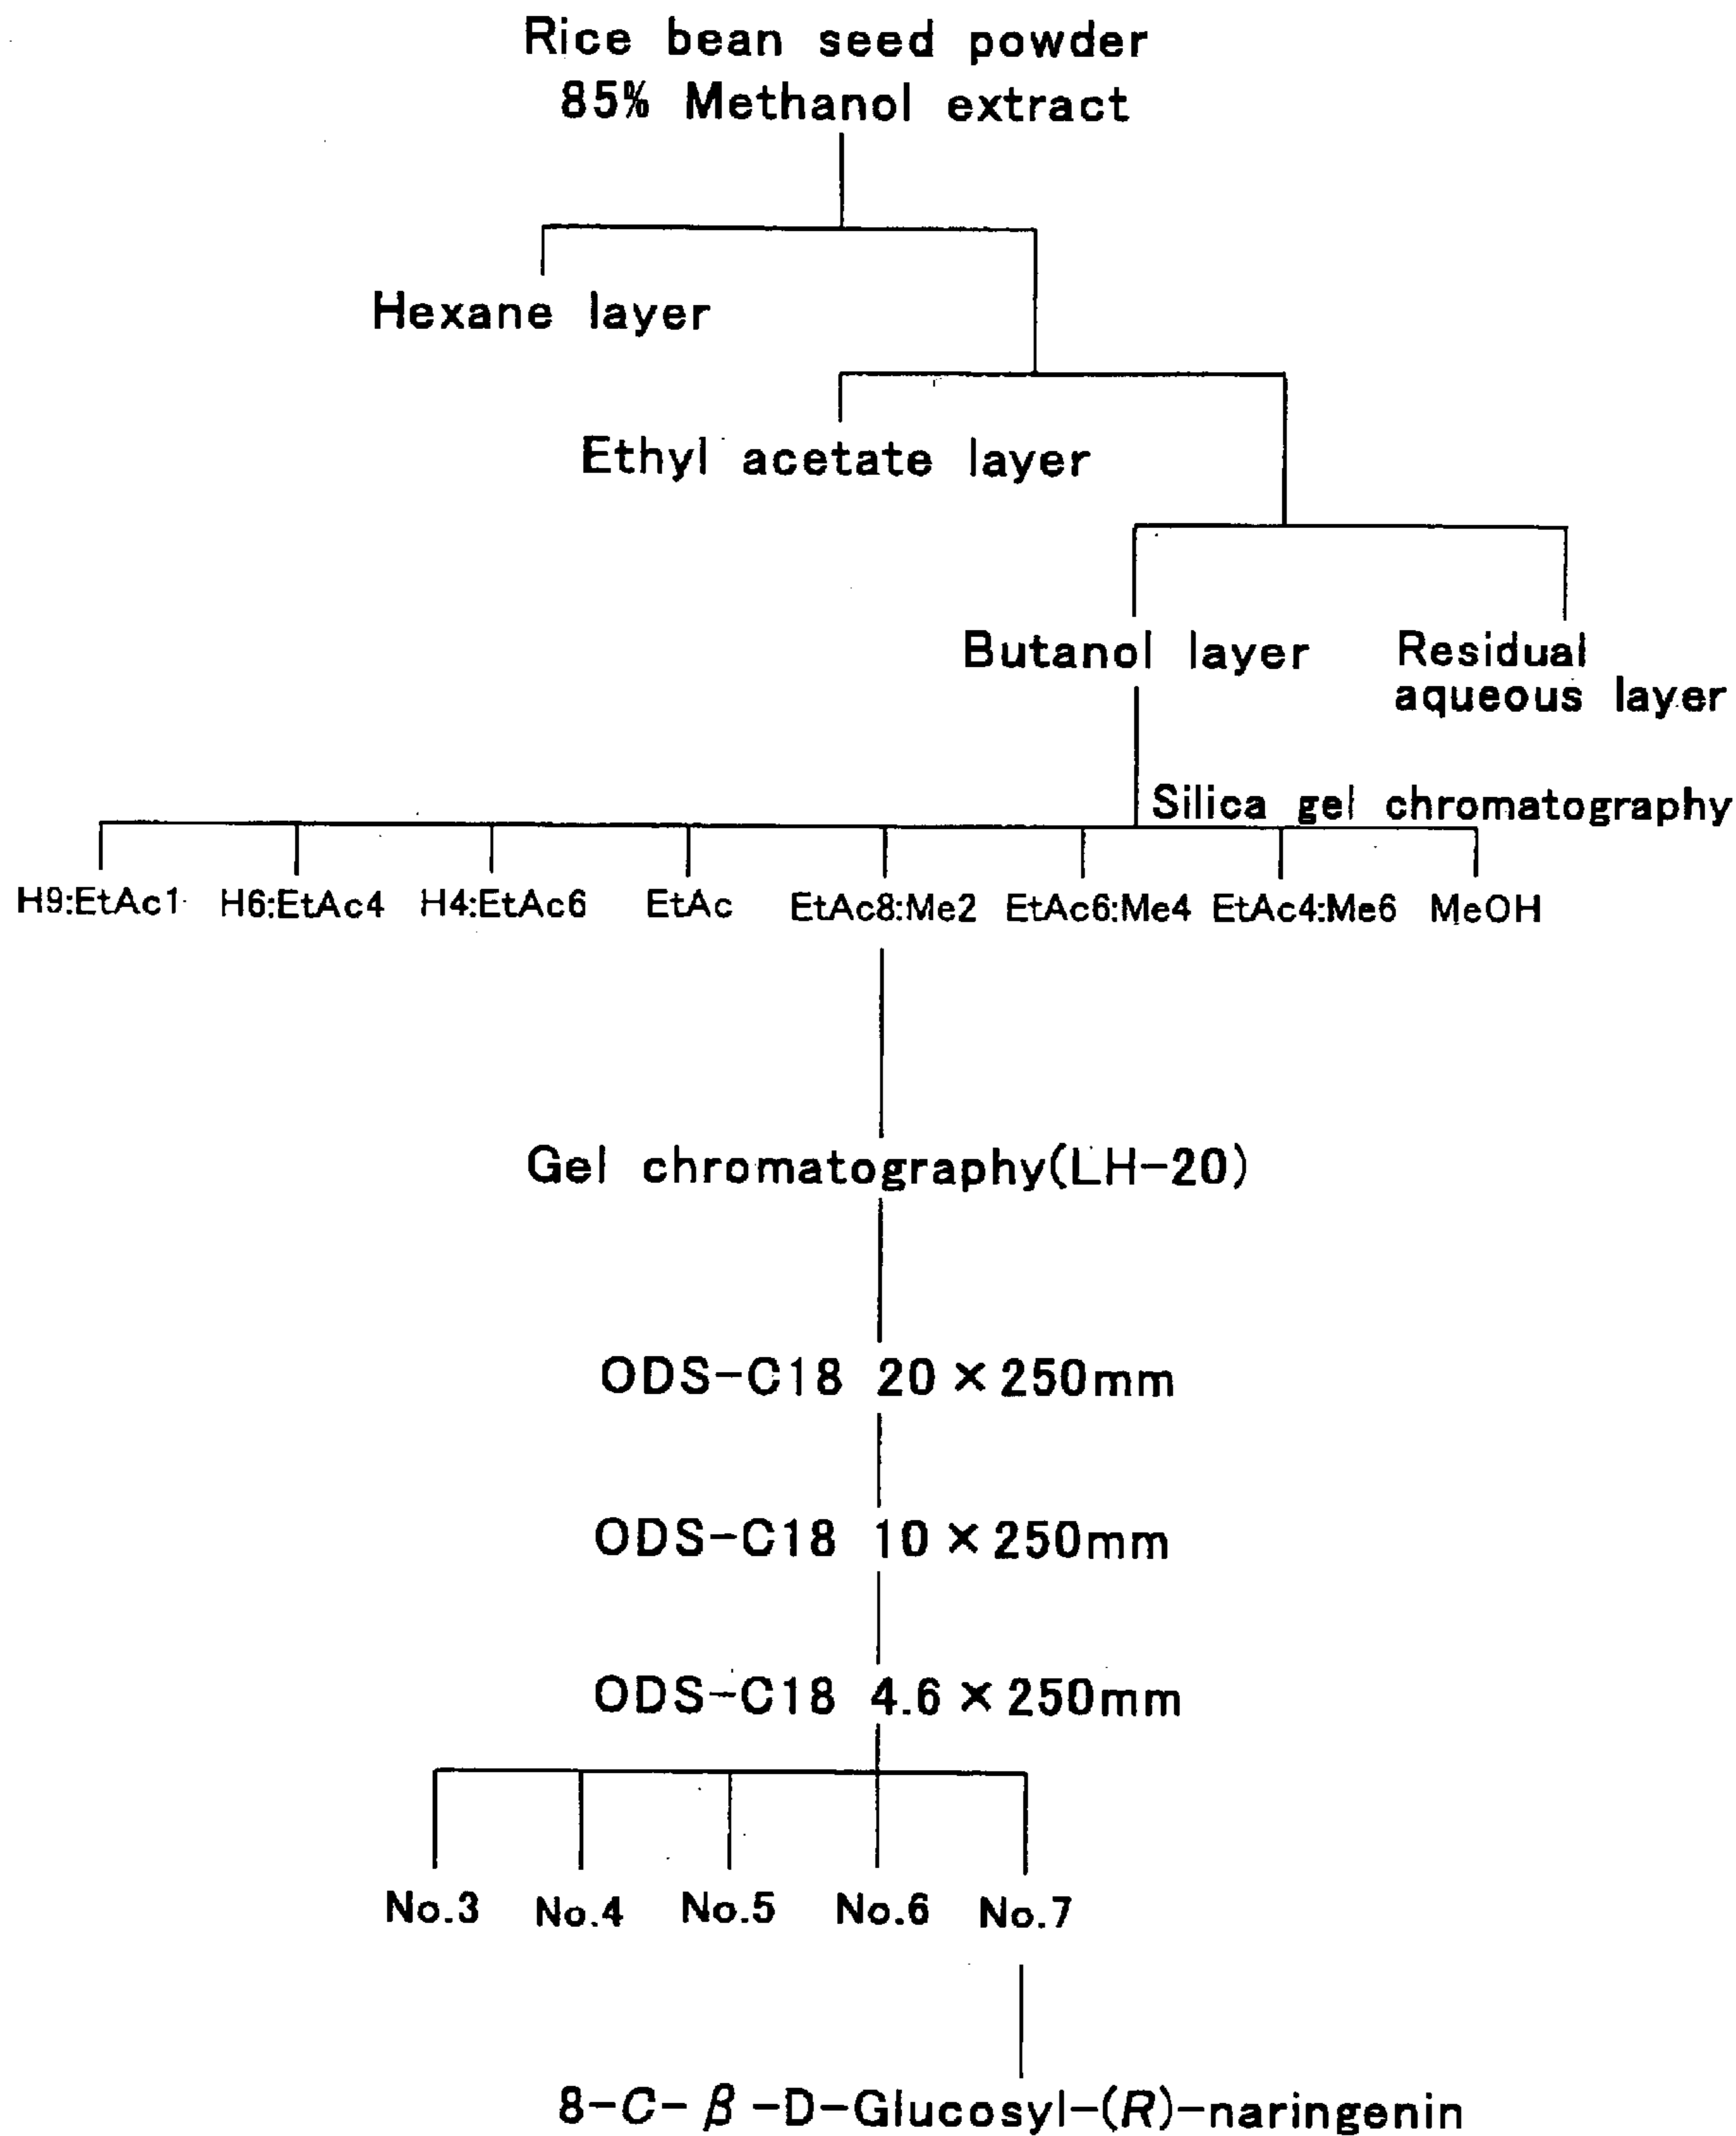 Rice bean seed powder
85% Methanol extract
Hexane layer
Ethyl acetate layer
Butanol layer
Residual
aqueous layer
Silica gel chromatography
H9:EtAc1
H6:EtAc4
H4:EtAc6
EtAc
EtAc8:Me2
EtAc6:Me4
EtAc4:Me6
MeOH
Gel chromatography(LH-20)
ODS-C18 20×250mm
ODS-C18 10×250mm
ODS-C18 4.6×250mm
No.3
No.4
No.5
No.6
No.7
8-C-β-D-Glucosyl-(R)-naringenin